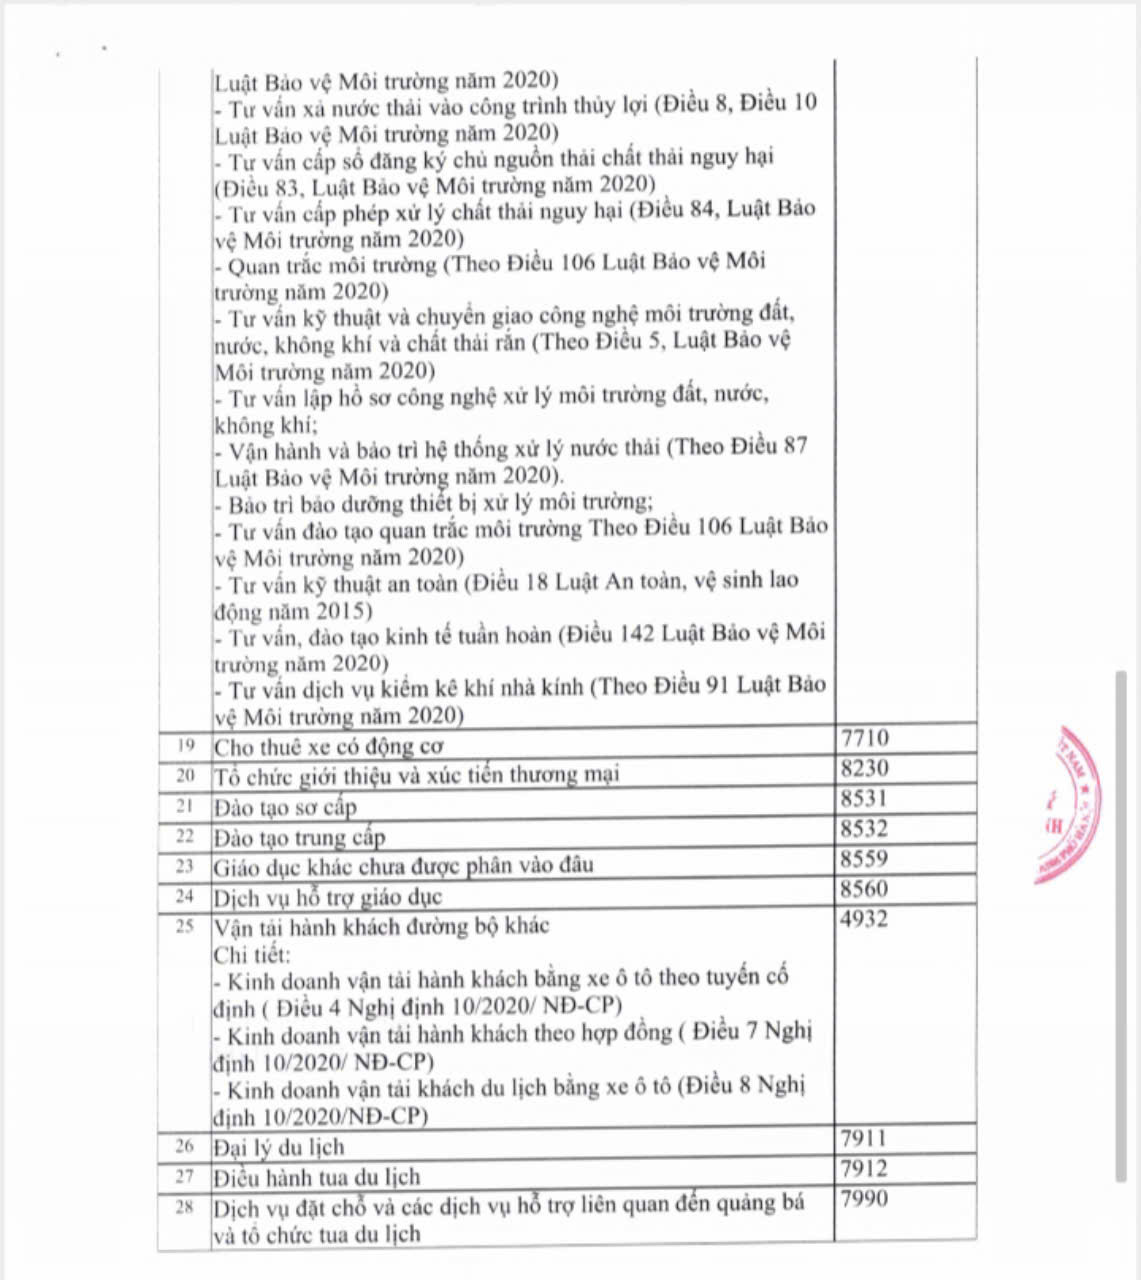 Luật Bảo vệ Môi trường năm 2020)
- Tư vấn xả nước thải vào công trình thủy lợi (Điều 8, Điều 10
Luật Bảo vệ Môi trường năm 2020)
- Tư vấn cấp sổ đăng ký chủ nguồn thải chất thải nguy hại
(Điều 83, Luật Bảo vệ Môi trường năm 2020)
- Tư vấn cấp phép xử lý chất thải nguy hại (Điều 84, Luật Bảo
vệ Môi trường năm 2020)
- Quan trắc môi trường (Theo Điều 106 Luật Bảo vệ Môi
trường năm 2020)
- Tư vấn kỹ thuật và chuyển giao công nghệ môi trường đất,
nước, không khí và chất thải rắn (Theo Điều 5, Luật Bảo vệ
Môi trường năm 2020)
- Tư vấn lập hồ sơ công nghệ xử lý môi trường đất, nước,
không khí;
- Vận hành và bảo trì hệ thống xử lý nước thải (Theo Điều 87
Luật Bảo vệ Môi trường năm 2020).
- Bảo trì bảo dưỡng thiết bị xử lý môi trường;
- Tư vấn đào tạo quan trắc môi trường Theo Điều 106 Luật Bảo
vệ Môi trường năm 2020)
- Tư vấn kỹ thuật an toàn (Điều 18 Luật An toàn, vệ sinh lao
động năm 2015)
- Tư vấn, đào tạo kinh tế tuần hoàn (Điều 142 Luật Bảo vệ Môi
trường năm 2020)
- Tư vấn dịch vụ kiểm kê khí nhà kính (Theo Điều 91 Luật Bảo
vệ Môi trường năm 2020)
19 Cho thuê xe có động cơ 7710
20 Tổ chức giới thiệu và xúc tiến thương mại 8230
21 Đào tạo sơ cấp 8531
22 Đào tạo trung cấp 8532
23 Giáo dục khác chưa được phân vào đâu 8559
24 Dịch vụ hỗ trợ giáo dục 8560
25 Vận tải hành khách đường bộ khác 4932
Chi tiết:
- Kinh doanh vận tải hành khách bằng xe ô tô theo tuyến cố
định ( Điều 4 Nghị định 10/2020/ NĐ-CP)
- Kinh doanh vận tải hành khách theo hợp đồng ( Điều 7 Nghị
định 10/2020/ NĐ-CP)
- Kinh doanh vận tải khách du lịch bằng xe ô tô (Điều 8 Nghị
định 10/2020/NĐ-CP)
26 Đại lý du lịch 7911
27 Điều hành tua du lịch 7912
28 Dịch vụ đặt chỗ và các dịch vụ hỗ trợ liên quan đến quảng bá 7990
và tổ chức tua du lịch
NAM ★